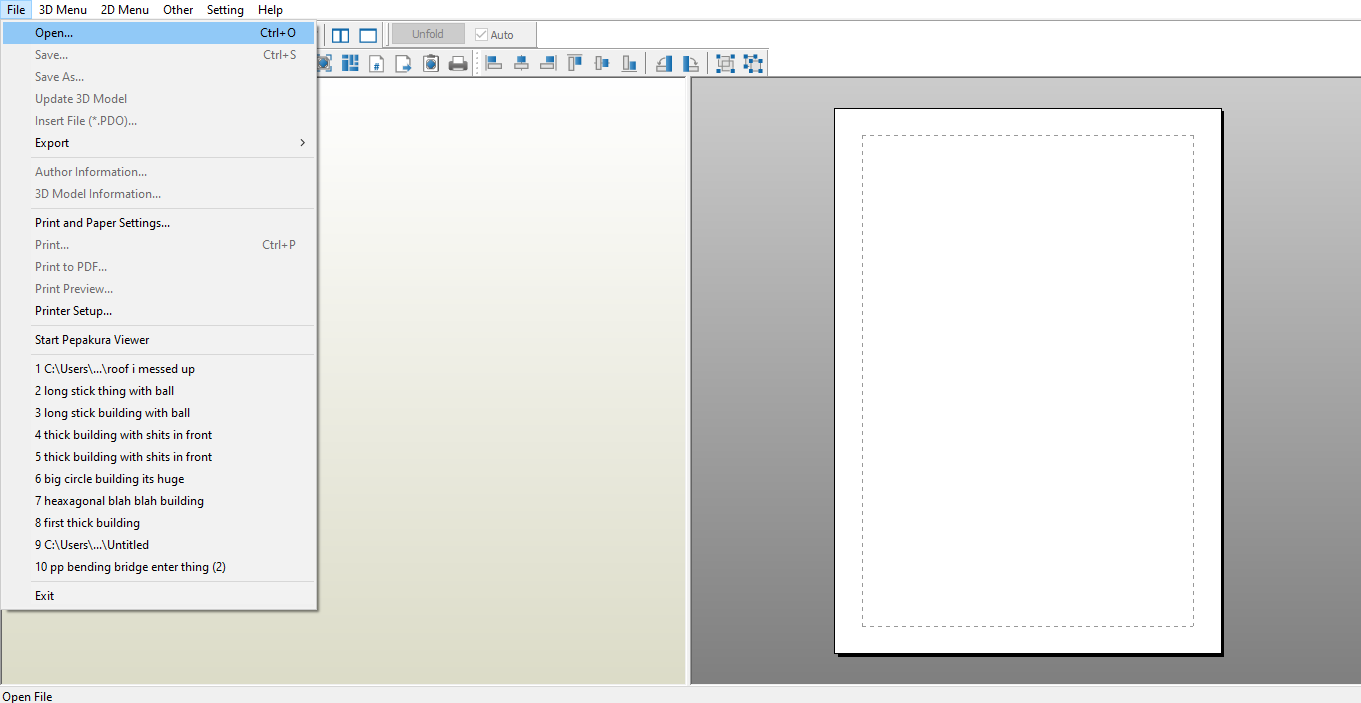 File 3D Menu 2D Menu Other Setting Help
Unfold Auto
Open... Ctrl+O
Save... Ctrl+S
Save As...
Update 3D Model
Insert File (*.PDO)...
Export
Author Information...
3D Model Information...
Print and Paper Settings...
Print... Ctrl+P
Print to PDF...
Print Preview...
Printer Setup...
Start Pepakura Viewer
1 C:\Users\...\roof i messed up
2 long stick thing with ball
3 long stick building with ball
4 thick building with shits in front
5 thick building with shits in front
6 big circle building its huge
7 heaxagonal blah blah building
8 first thick building
9 C:\Users\...\Untitled
10 pp bending bridge enter thing (2)
Exit
Open File